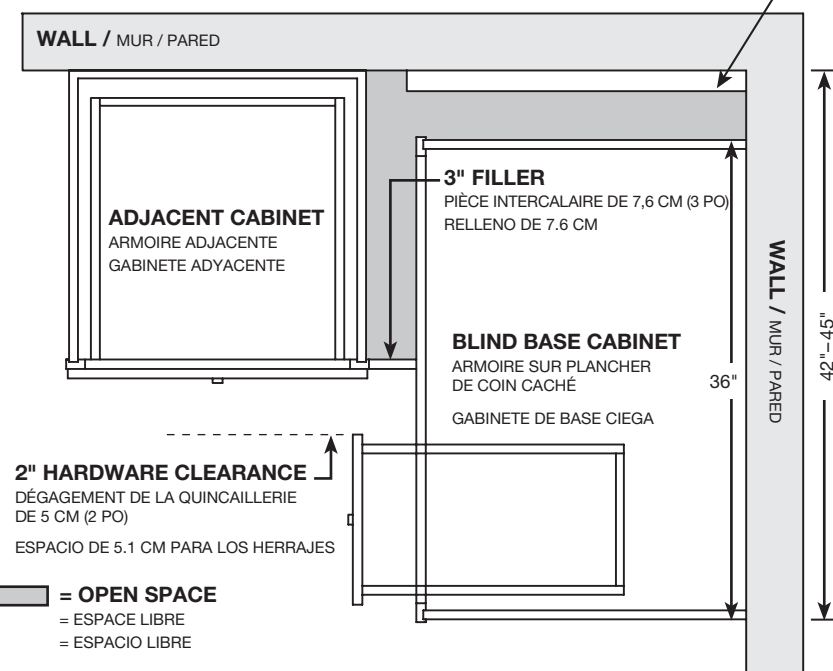 WALL / MUR / PARED
3" FILLER
PIÈCE INTERCALAIRE DE 7,6 CM (3 PO)
RELLENO DE 7.6 CM
ADJACENT CABINET
ARMOIRE ADJACENTE
GABINETE ADYACENTE
WALL / MUR / PARED
42"–45"
BLIND BASE CABINET
ARMOIRE SUR PLANCHER
DE COIN CACHÉ
GABINETE DE BASE CIEGA
36"
2" HARDWARE CLEARANCE
DÉGAGEMENT DE LA QUINCAILLERIE
DE 5 CM (2 PO)
ESPACIO DE 5.1 CM PARA LOS HERRAJES
= OPEN SPACE
= ESPACE LIBRE
= ESPACIO LIBRE